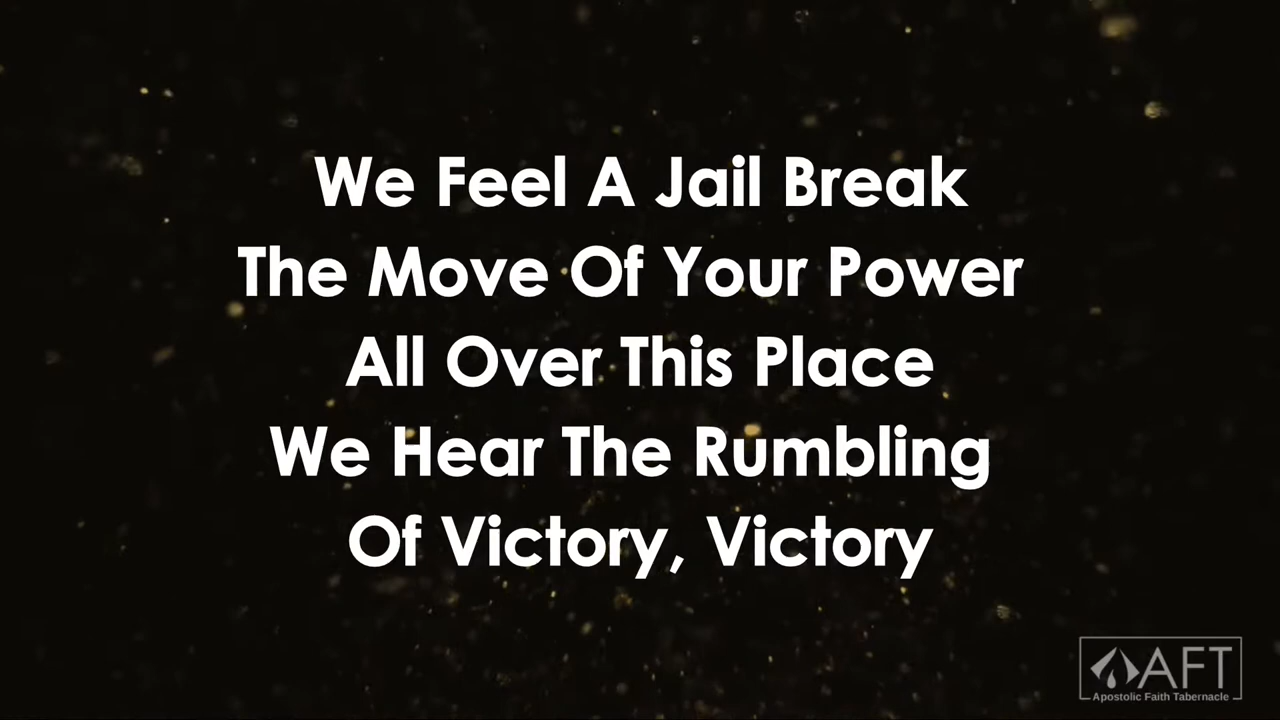 We Feel A Jail Break
The Move Of Your Power
All Over This Place
We Hear The Rumbling
Of Victory, Victory
AFT
Apostolic Faith Tabernacle